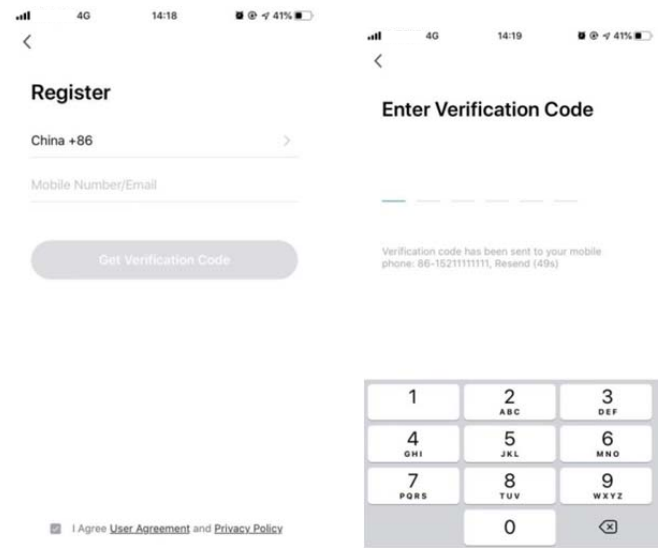 4G 14:18 41%
Register
China +86
Mobile Number/Email
Get Verification Code
I Agree User Agreement and Privacy Policy
4G 14:19 41%
Enter Verification Code
Verification code has been sent to your mobile
phone: 86-15211111111, Resend (49s)
1 2 3
ABC DEF
4 5 6
GHI JKL MNO
7 8 9
PQRS TUV WXYZ
0